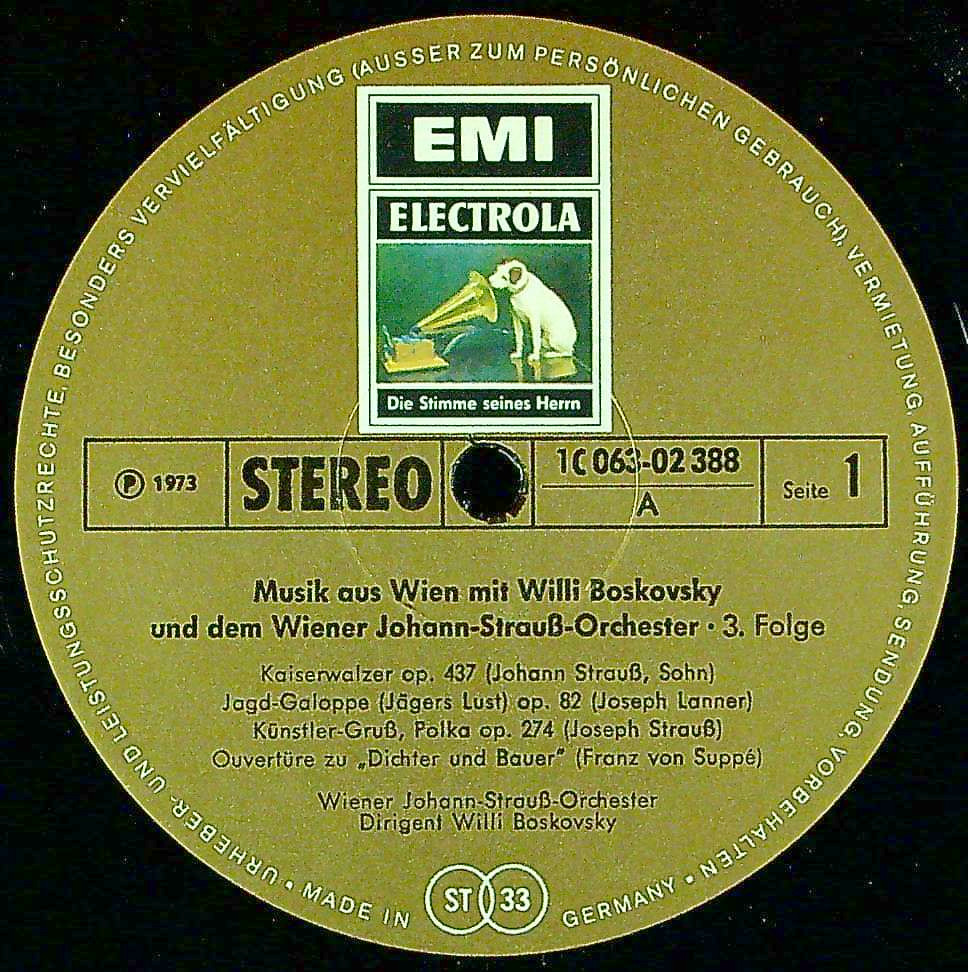 URHEBER- UND LEISTUNGSSCHUTZRECHTE, BESONDERS VERVIELFÄLTIGUNG (AUSSER ZUM PERSÖNLICHEN GEBRAUCH), VERMIETUNG, AUFFÜHRUNG, SENDUNG, VORBEHALTEN •
EMI
ELECTROLA
Die Stimme seines Herrn
℗ 1973
STEREO
1C 063-02 388
A
Seite 1
Musik aus Wien mit Willi Boskovsky
und dem Wiener Johann-Strauß-Orchester · 3. Folge
Kaiserwalzer op. 437 (Johann Strauß, Sohn)
Jagd-Galoppe (Jägers Lust) op. 82 (Joseph Lanner)
Künstler-Gruß, Polka op. 274 (Joseph Strauß)
Ouvertüre zu „Dichter und Bauer" (Franz von Suppé)
Wiener Johann-Strauß-Orchester
Dirigent Willi Boskovsky
• MADE IN GERMANY
ST 33